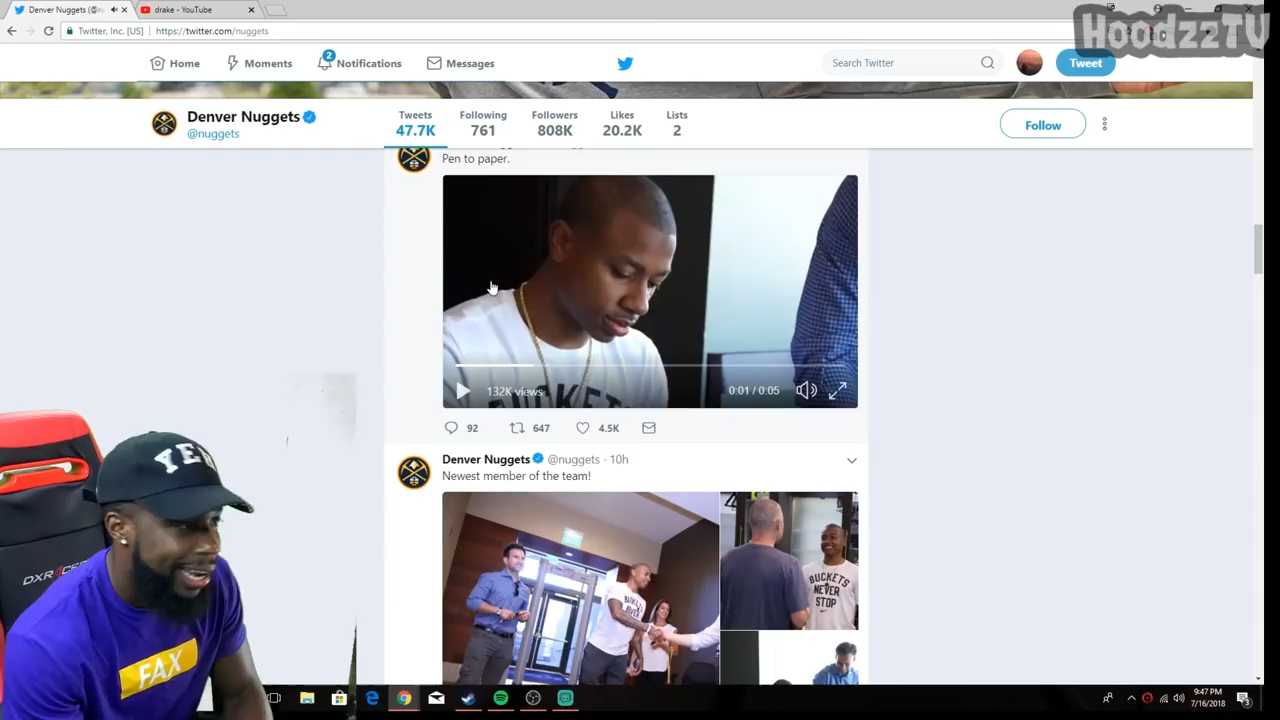 Denver Nuggets (@n
drake - YouTube
HoodzzTV
Twitter, Inc. [US]
https://twitter.com/nuggets
Home
Moments
2
Notifications
Messages
Search Twitter
Tweet
Denver Nuggets
@nuggets
Tweets
47.7K
Following
761
Followers
808K
Likes
20.2K
Lists
2
Follow
Pen to paper.
BUCKETS
132K views
0:01 / 0:05
92
647
4.5K
Denver Nuggets @nuggets · 10h
Newest member of the team!
BUCKETS
NEVER
STOP
YEH
FAX
9:47 PM
7/16/2018
3